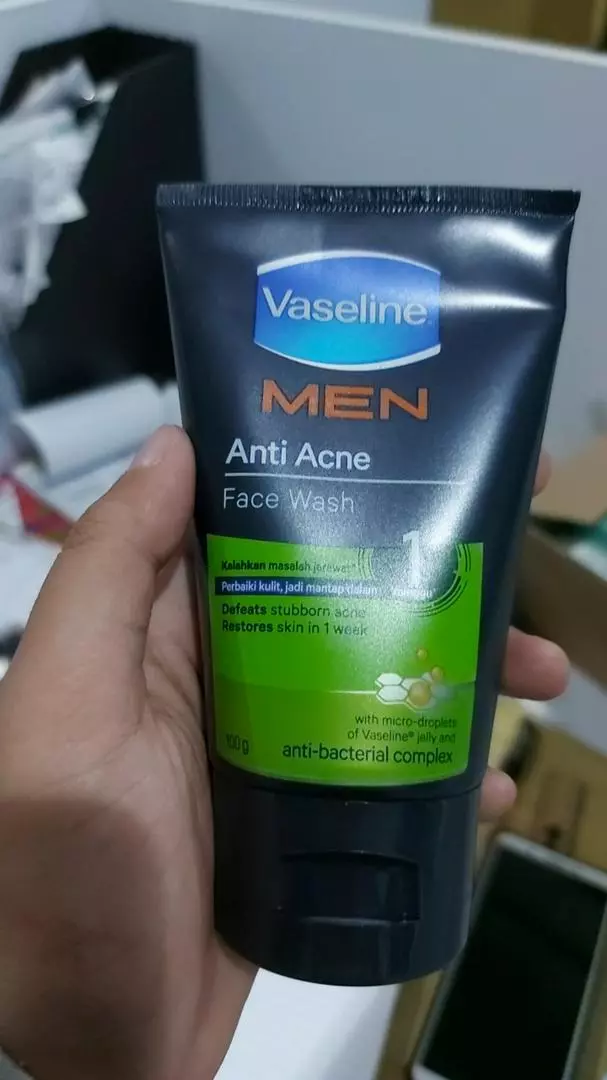 Vaseline
MEN
Anti Acne
Face Wash
Kalahkan masalah jerawat*
Perbaiki kulit, jadi mantap dalam
1
minggu
Defeats stubborn acne
Restores skin in 1 week
with micro-droplets
of Vaseline® jelly and
anti-bacterial complex
100g